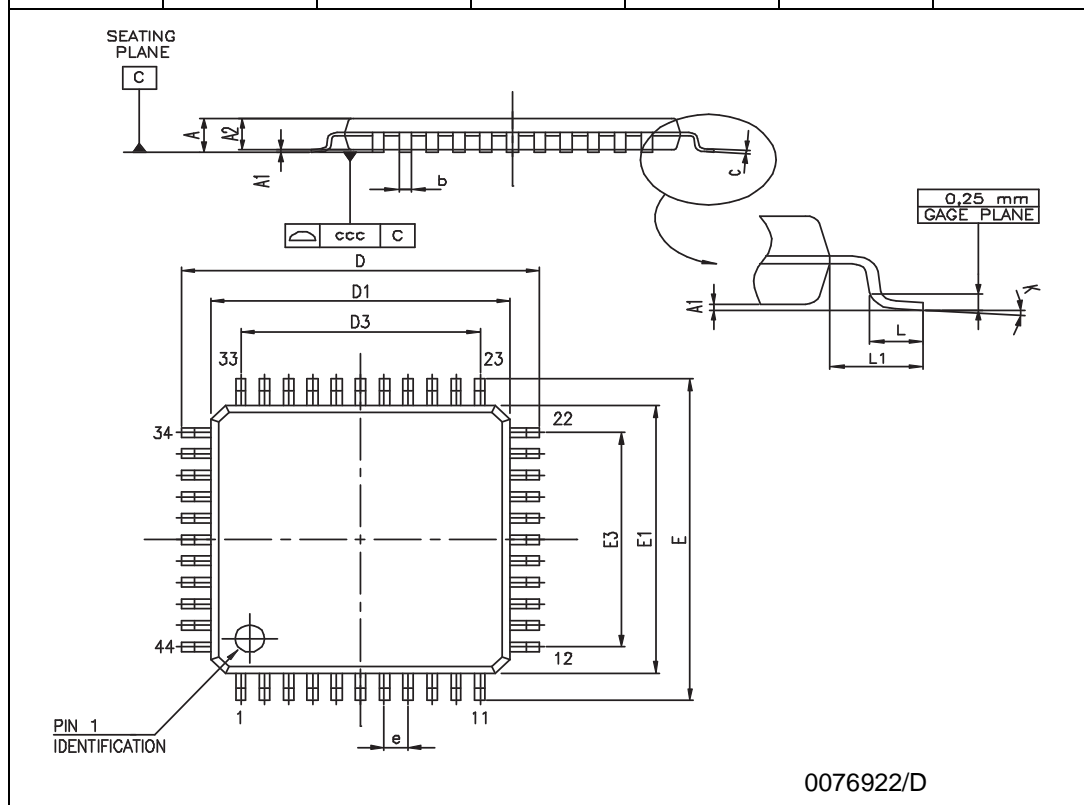 SEATING
PLANE
C
A
A2
A1
b
c
ccc C
D
D1
D3
0,25 mm
GAGE PLANE
K
A1
L
L1
33
23
34
22
E3
E1
E
44
12
1
11
PIN 1
IDENTIFICATION
e
0076922/D